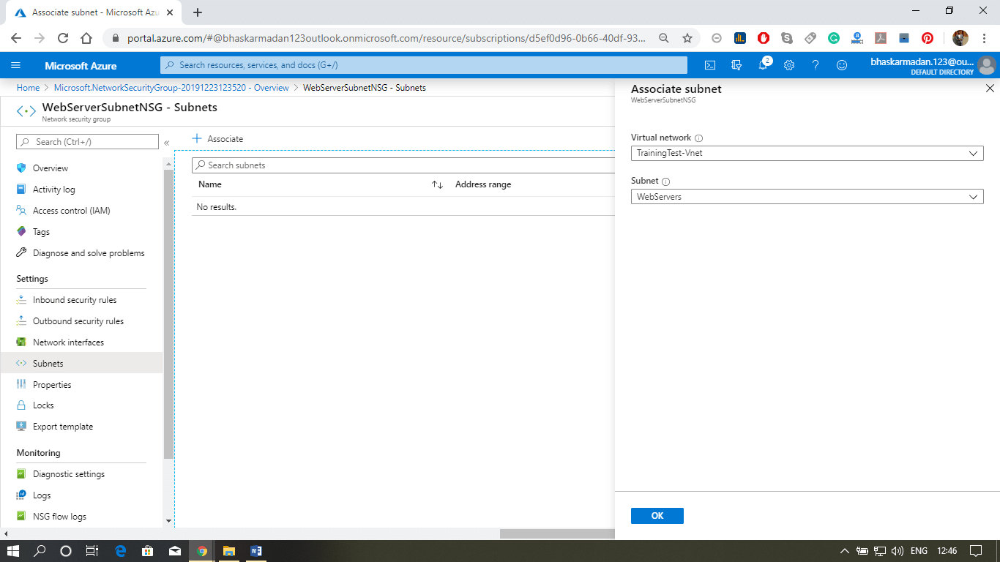 Associate subnet - Microsoft Azu
portal.azure.com/#@bhaskarmadan123outlook.onmicrosoft.com/resource/subscriptions/d5ef0d96-0b66-40df-93...
Microsoft Azure
Search resources, services, and docs (G+/)
2
bhaskarmadan.123@ou...
DEFAULT DIRECTORY
Home > Microsoft.NetworkSecurityGroup-20191223123520 - Overview > WebServerSubnetNSG - Subnets
WebServerSubnetNSG - Subnets
Network security group
Search (Ctrl+/)
Overview
Activity log
Access control (IAM)
Tags
Diagnose and solve problems
Settings
Inbound security rules
Outbound security rules
Network interfaces
Subnets
Properties
Locks
Export template
Monitoring
Diagnostic settings
Logs
NSG flow logs
Associate
Search subnets
Name Address range
No results.
Associate subnet
WebServerSubnetNSG
Virtual network
TrainingTest-Vnet
Subnet
WebServers
OK
ENG 12:46